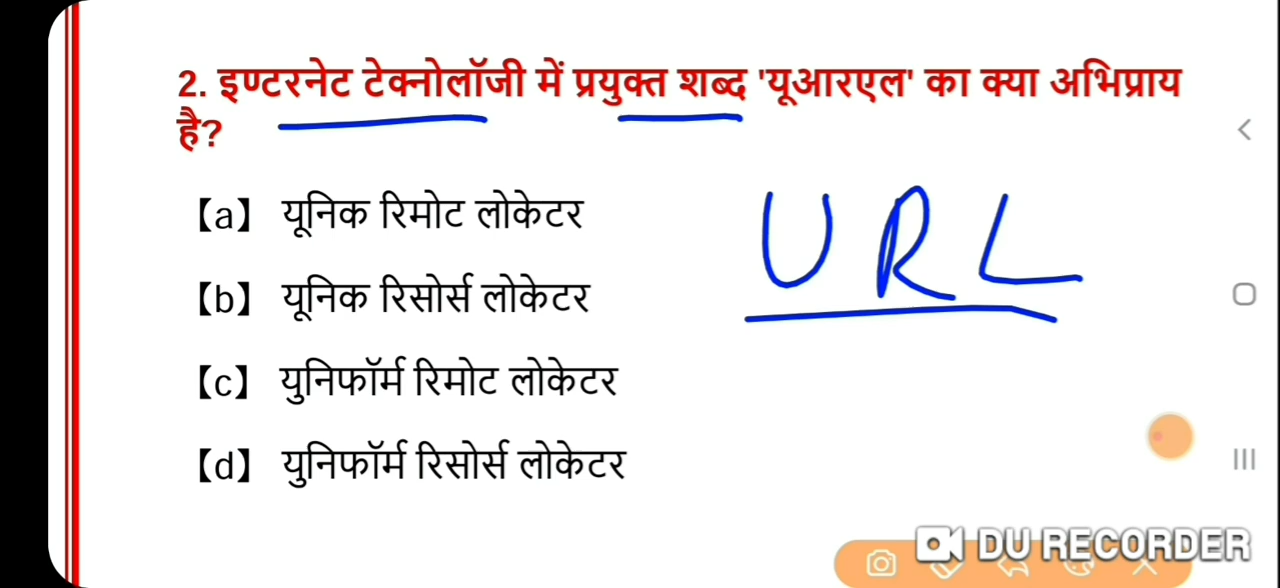 2. इण्टरनेट टेक्नोलॉजी में प्रयुक्त शब्द 'यूआरएल' का क्या अभिप्राय
है?
【a】 यूनिक रिमोट लोकेटर
URL
【b】 यूनिक रिसोर्स लोकेटर
【c】 युनिफॉर्म रिमोट लोकेटर
【d】 युनिफॉर्म रिसोर्स लोकेटर
DU RECORDER